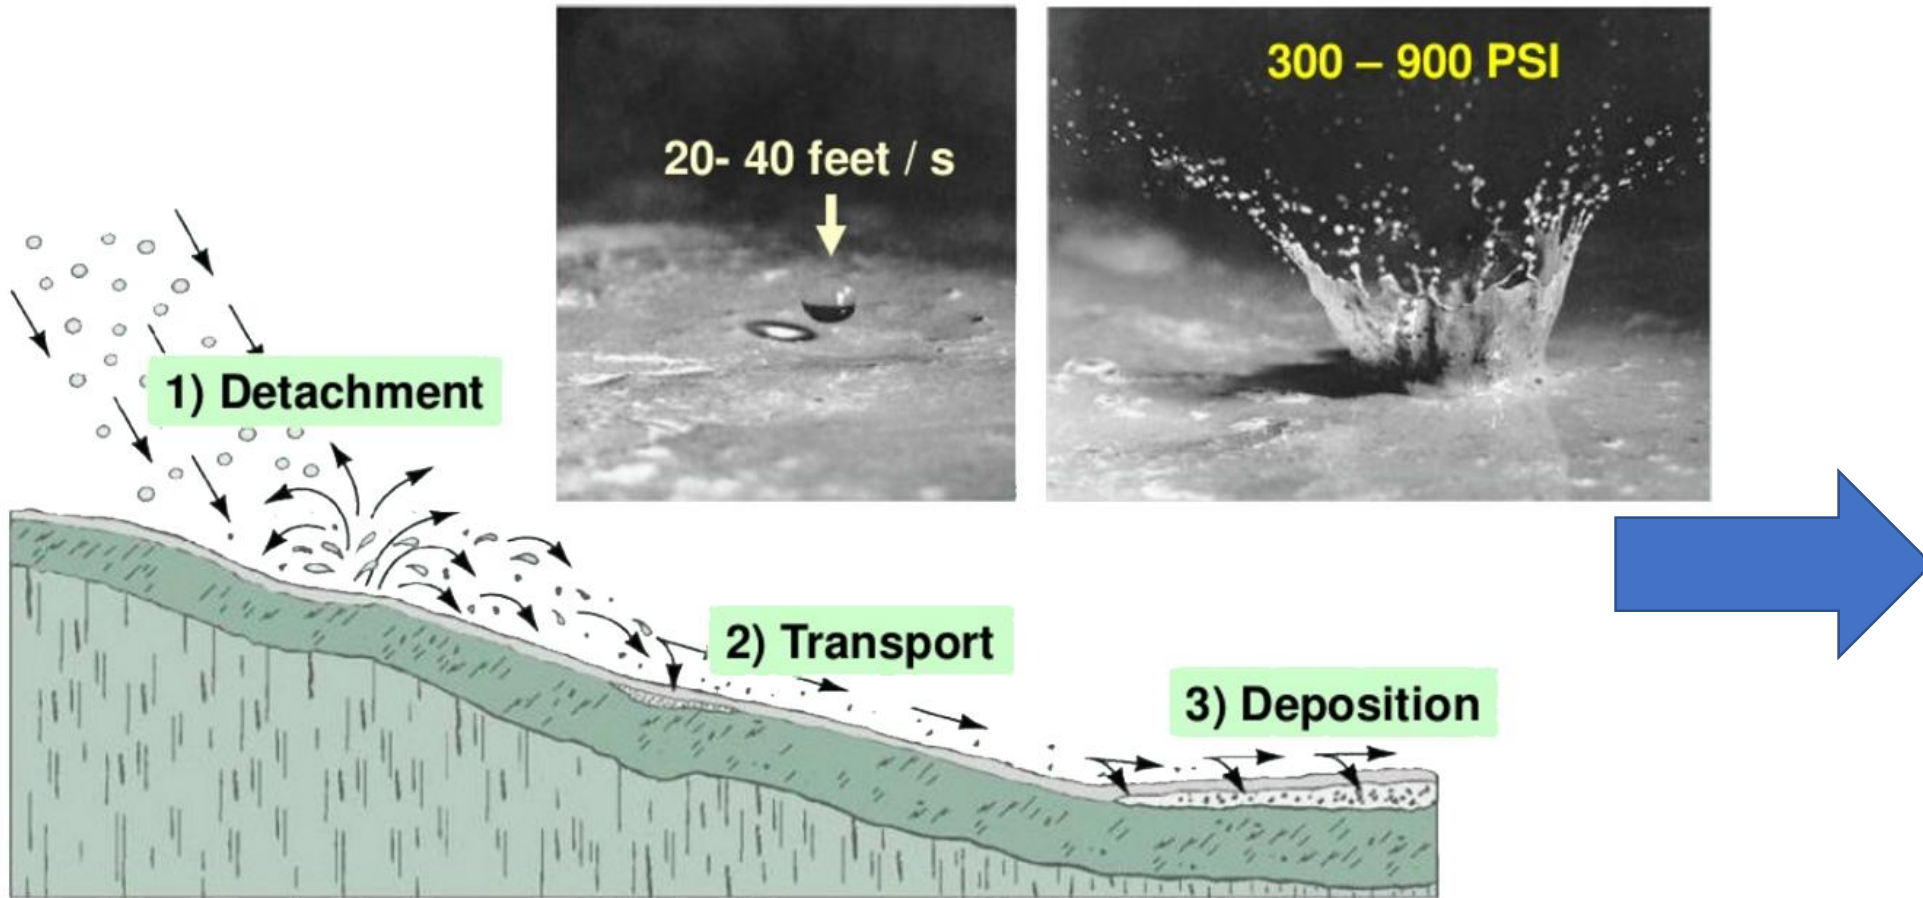 20- 40 feet / s
300 – 900 PSI
1) Detachment
2) Transport
3) Deposition